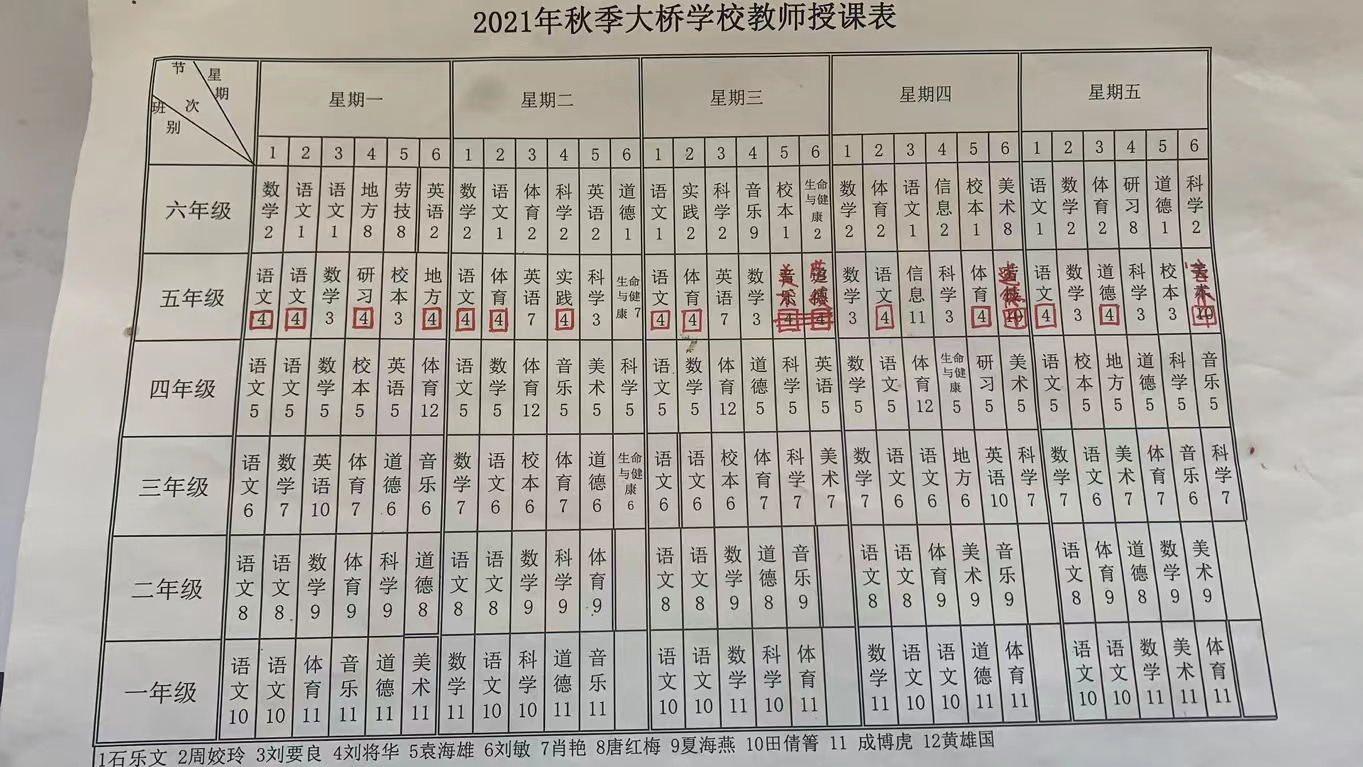 2021年秋季大桥学校教师授课表
节次 星期 班别 星期一 星期二 星期三 星期四 星期五
1 2 3 4 5 6 1 2 3 4 5 6 1 2 3 4 5 6 1 2 3 4 5 6 1 2 3 4 5 6
六年级 数学2 语文1 语文1 地方8 劳技8 英语2 数学2 语文1 体育2 科学2 英语2 道德1 语文1 实践2 科学2 音乐9 校本1 生命与健康2 数学2 体育2 语文1 信息2 校本1 美术8 语文1 数学2 体育2 研习8 道德1 科学2
五年级 语文4 语文4 数学3 研习4 校本3 地方4 语文4 体育4 英语7 实践4 科学3 生命与健康7 语文4 体育4 英语7 数学3 音乐4 道德4 数学3 语文4 信息11 科学3 体育4 10 语文4 数学3 道德4 科学3 校本3 美术10
四年级 语文5 语文5 数学5 校本5 英语5 体育12 语文5 数学5 体育12 音乐5 美术5 科学5 语文5 数学5 体育12 道德5 科学5 英语5 数学5 语文5 体育12 生命与健康5 研习5 美术5 语文5 校本5 地方5 道德5 科学5 音乐5
三年级 语文6 数学7 英语10 体育7 道德6 音乐6 数学7 语文6 校本6 体育7 道德6 生命与健康6 语文6 数学7 校本6 体育7 科学7 美术7 数学7 语文6 语文6 地方6 英语10 科学7 数学7 语文6 美术7 体育7 音乐6 科学7
二年级 语文8 语文8 数学9 体育9 科学9 道德8 语文8 语文8 数学9 科学9 体育9 语文8 语文8 数学9 道德8 音乐9 语文8 语文8 体育9 美术9 音乐9 语文8 体育9 道德8 数学9 美术9
一年级 语文10 语文10 体育11 音乐11 道德11 美术11 数学11 语文10 科学10 道德11 音乐11 语文10 语文10 数学11 科学10 体育11 数学11 语文10 语文10 道德11 体育11 语文10 语文10 数学11 美术11 体育11
1石乐文 2周姣玲 3刘要良 4刘将华 5袁海雄 6刘敏 7肖艳 8唐红梅 9夏海燕 10田倩箐 11 成博虎 12黄雄国